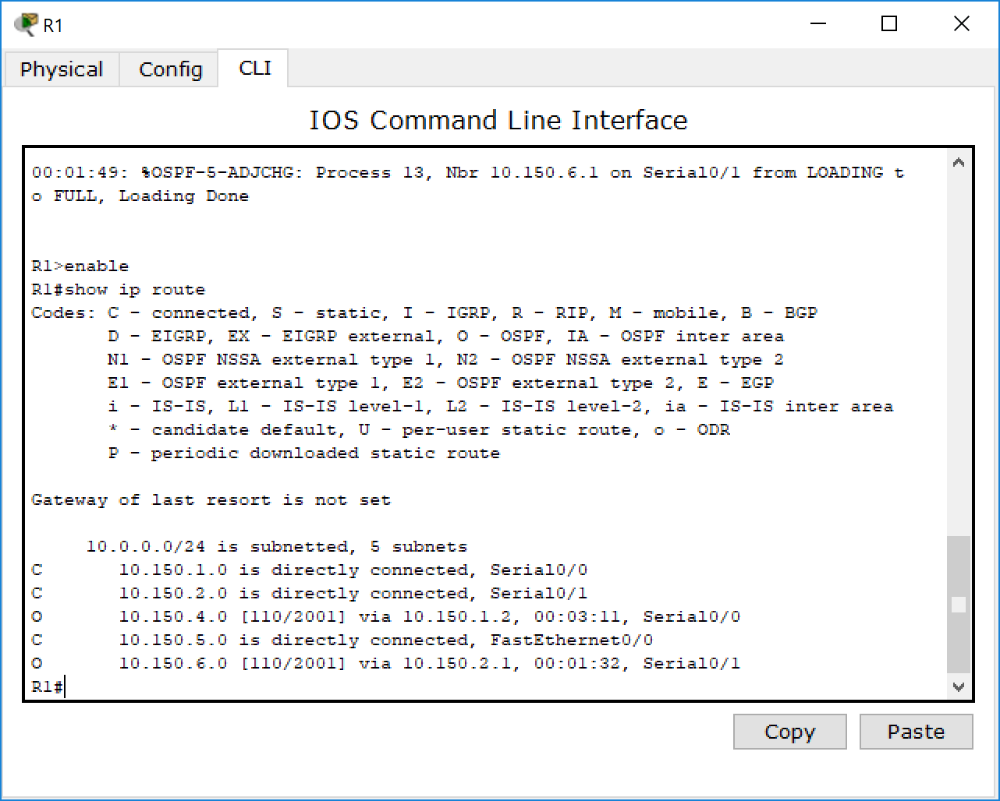 R1
Physical Config CLI
IOS Command Line Interface
00:01:49: %OSPF-5-ADJCHG: Process 13, Nbr 10.150.6.1 on Serial0/1 from LOADING t
o FULL, Loading Done
R1>enable
R1#show ip route
Codes: C - connected, S - static, I - IGRP, R - RIP, M - mobile, B - BGP
       D - EIGRP, EX - EIGRP external, O - OSPF, IA - OSPF inter area
       N1 - OSPF NSSA external type 1, N2 - OSPF NSSA external type 2
       E1 - OSPF external type 1, E2 - OSPF external type 2, E - EGP
       i - IS-IS, L1 - IS-IS level-1, L2 - IS-IS level-2, ia - IS-IS inter area
       * - candidate default, U - per-user static route, o - ODR
       P - periodic downloaded static route
Gateway of last resort is not set
     10.0.0.0/24 is subnetted, 5 subnets
C       10.150.1.0 is directly connected, Serial0/0
C       10.150.2.0 is directly connected, Serial0/1
O       10.150.4.0 [110/2001] via 10.150.1.2, 00:03:11, Serial0/0
C       10.150.5.0 is directly connected, FastEthernet0/0
O       10.150.6.0 [110/2001] via 10.150.2.1, 00:01:32, Serial0/1
R1#
Copy Paste